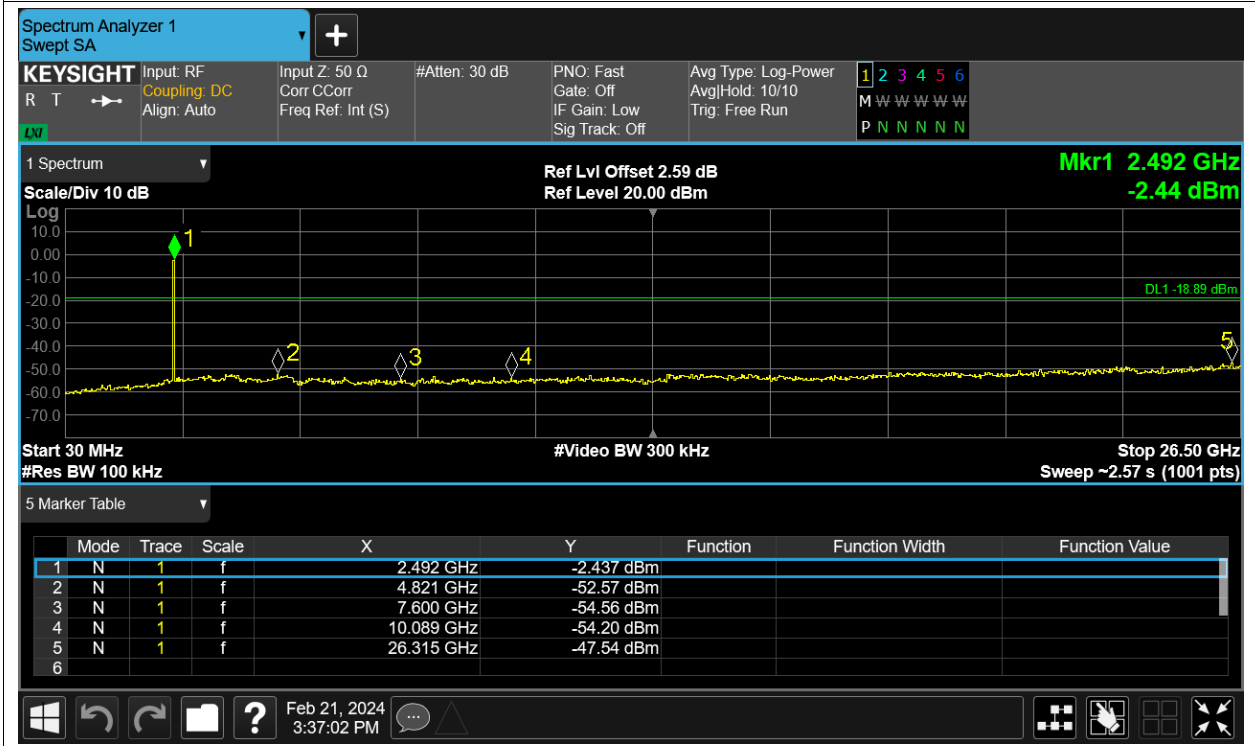 Spectrum Analyzer 1
Swept SA
+
KEYSIGHT
R T
LXI
Input: RF
Coupling: DC
Align: Auto
Input Z: 50 Ω
Corr CCorr
Freq Ref: Int (S)
#Atten: 30 dB
PNO: Fast
Gate: Off
IF Gain: Low
Sig Track: Off
Avg Type: Log-Power
Avg|Hold: 10/10
Trig: Free Run
1 2 3 4 5 6
M W W W W W
P N N N N N
1 Spectrum
Scale/Div 10 dB
Ref Lvl Offset 2.59 dB
Ref Level 20.00 dBm
Mkr1 2.492 GHz
-2.44 dBm
Log
10.0
0.00
-10.0
-20.0
-30.0
-40.0
-50.0
-60.0
-70.0
1
2
3
4
5
DL1 -18.89 dBm
Start 30 MHz
#Res BW 100 kHz
#Video BW 300 kHz
Stop 26.50 GHz
Sweep ~2.57 s (1001 pts)
5 Marker Table
Mode Trace Scale X Y Function Function Width Function Value
1 N 1 f 2.492 GHz -2.437 dBm
2 N 1 f 4.821 GHz -52.57 dBm
3 N 1 f 7.600 GHz -54.56 dBm
4 N 1 f 10.089 GHz -54.20 dBm
5 N 1 f 26.315 GHz -47.54 dBm
6
?
Feb 21, 2024
3:37:02 PM